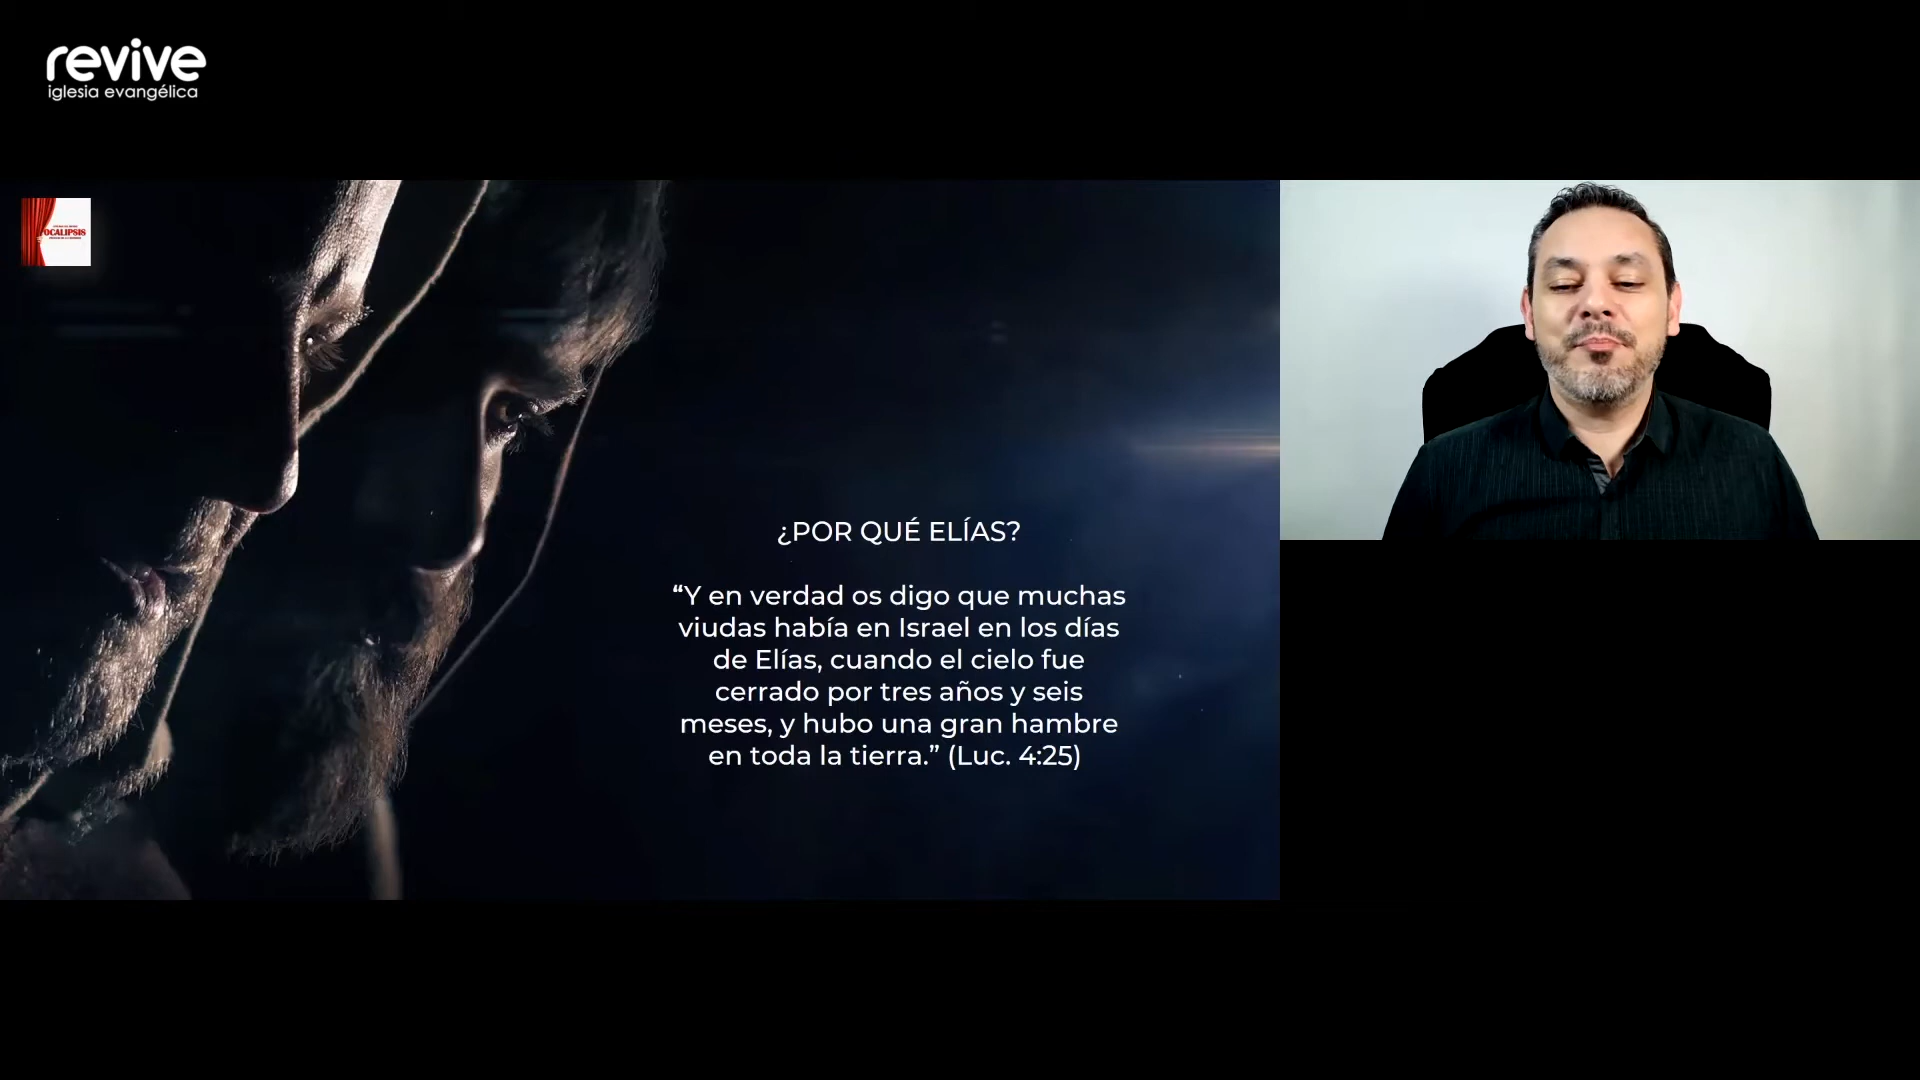 revive
iglesia evangélica
OCALIPSIS
¿POR QUÉ ELÍAS?
“Y en verdad os digo que muchas
viudas había en Israel en los días
de Elías, cuando el cielo fue
cerrado por tres años y seis
meses, y hubo una gran hambre
en toda la tierra.” (Luc. 4:25)